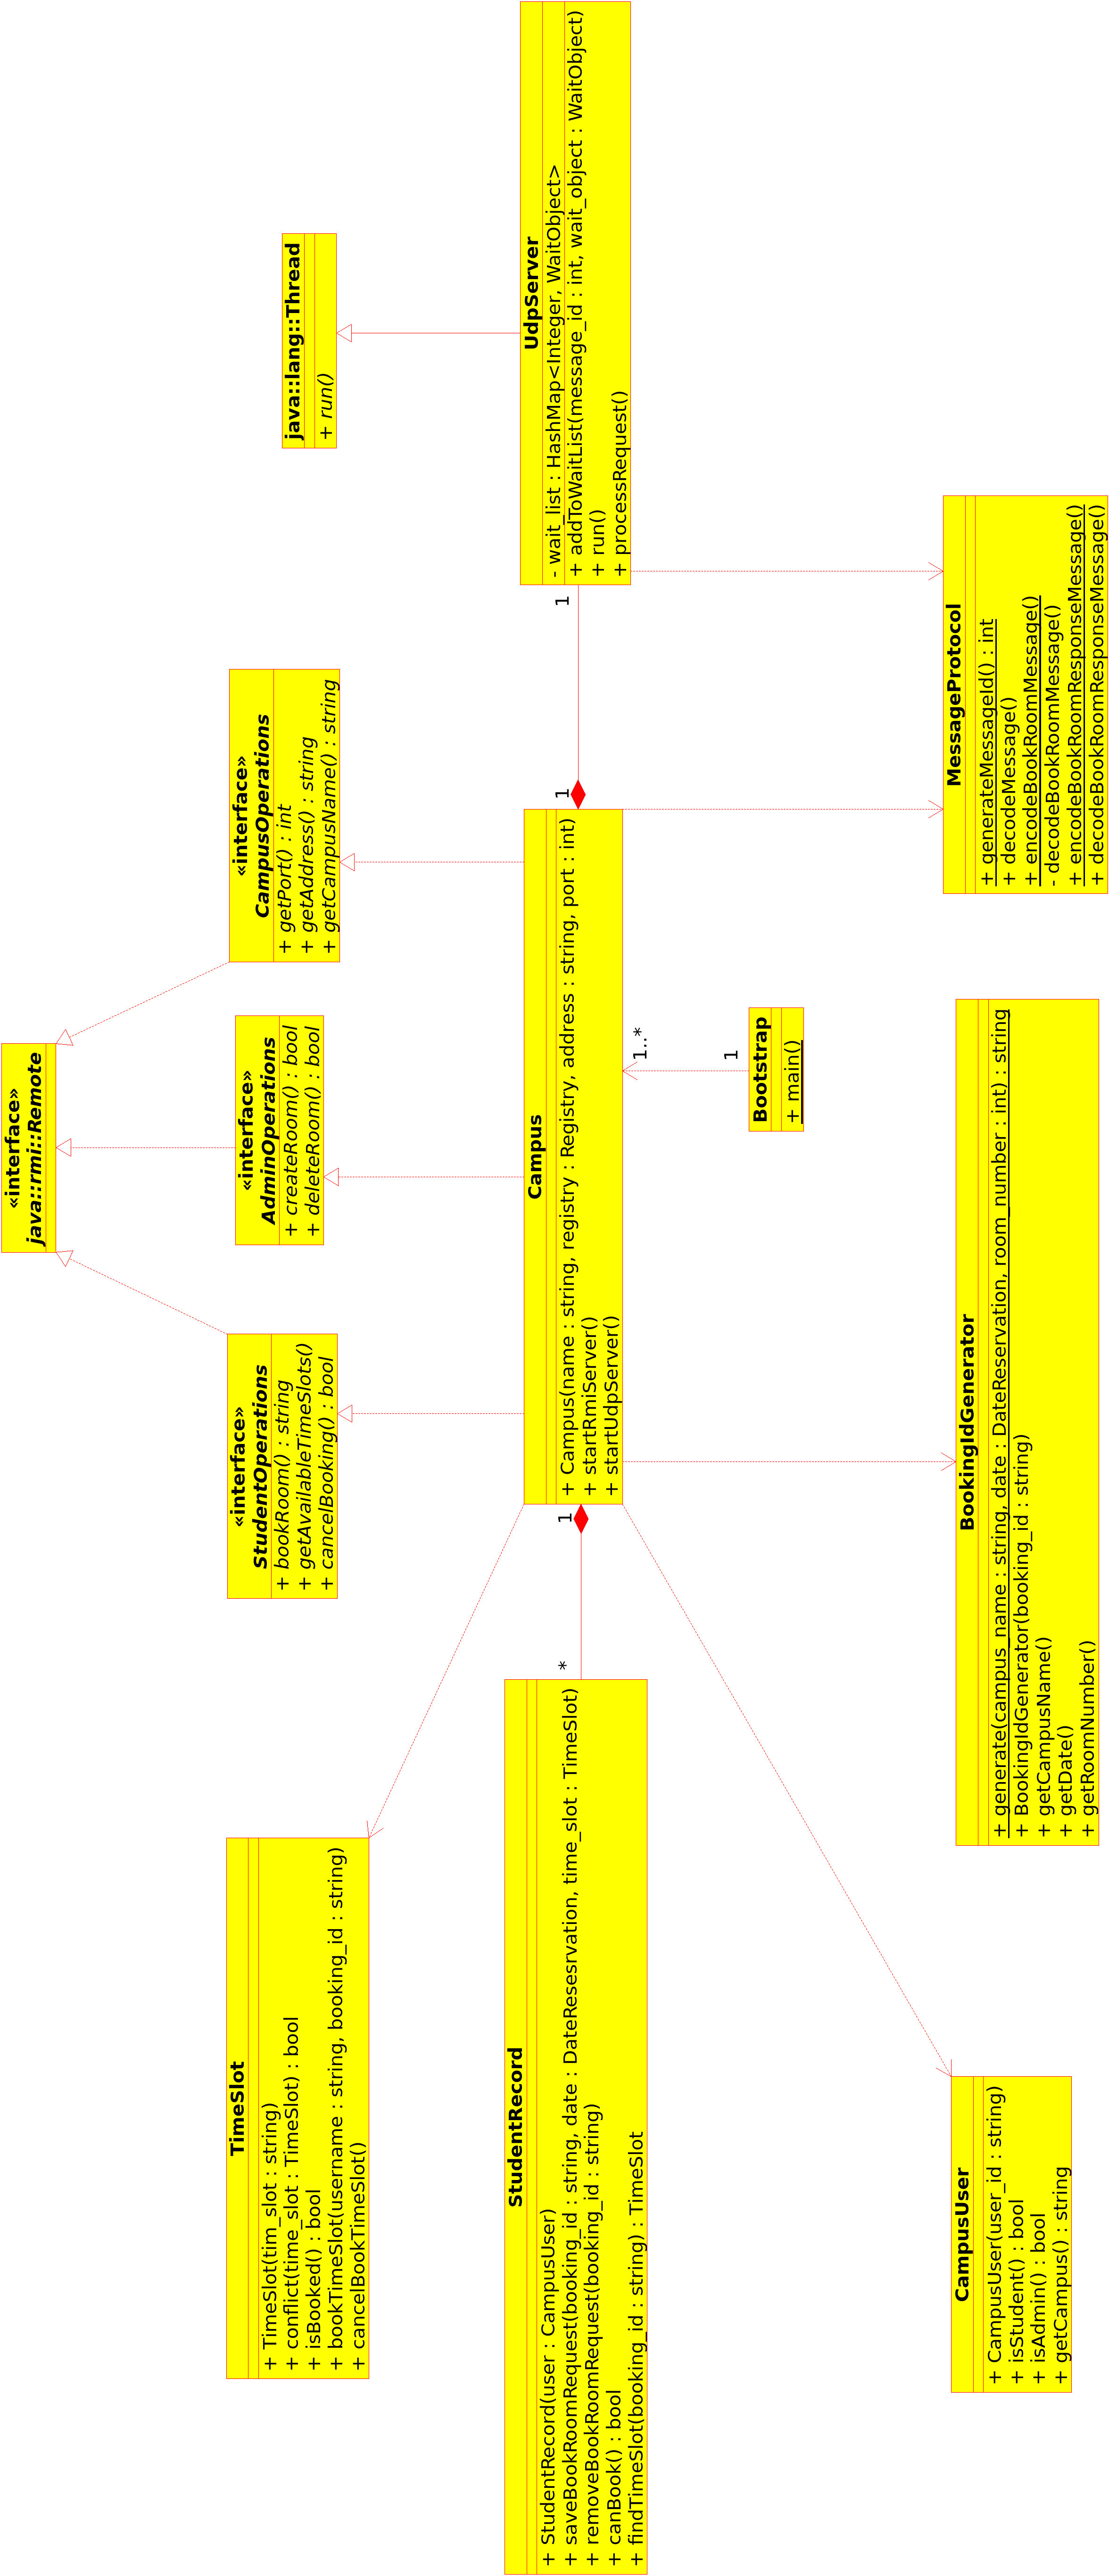 «interface»
java::rmi::Remote
«interface»
StudentOperations
+ bookRoom() : string
+ getAvailableTimeSlots()
+ cancelBooking() : bool
«interface»
AdminOperations
+ createRoom() : bool
+ deleteRoom() : bool
«interface»
CampusOperations
+ getPort() : int
+ getAddress() : string
+ getCampusName() : string
java::lang::Thread
+ run()
TimeSlot
+ TimeSlot(tim_slot : string)
+ conflict(time_slot : TimeSlot) : bool
+ isBooked() : bool
+ bookTimeSlot(username : string, booking_id : string)
+ cancelBookTimeSlot()
StudentRecord
+ StudentRecord(user : CampusUser)
+ saveBookRoomRequest(booking_id : string, date : DateResesrvation, time_slot : TimeSlot)
+ removeBookRoomRequest(booking_id : string)
+ canBook() : bool
+ findTimeSlot(booking_id : string) : TimeSlot
*
1
Campus
+ Campus(name : string, registry : Registry, address : string, port : int)
+ startRmiServer()
+ startUdpServer()
1
1
UdpServer
- wait_list : HashMap<Integer, WaitObject>
+ addToWaitList(message_id : int, wait_object : WaitObject)
+ run()
+ processRequest()
1..*
1
Bootstrap
+ main()
CampusUser
+ CampusUser(user_id : string)
+ isStudent() : bool
+ isAdmin() : bool
+ getCampus() : string
BookingIdGenerator
+ generate(campus_name : string, date : DateReservation, room_number : int) : string
+ BookingIdGenerator(booking_id : string)
+ getCampusName()
+ getDate()
+ getRoomNumber()
MessageProtocol
+ generateMessageId() : int
+ decodeMessage()
+ encodeBookRoomMessage()
- decodeBookRoomMessage()
+ encodeBookRoomResponseMessage()
+ decodeBookRoomResponseMessage()